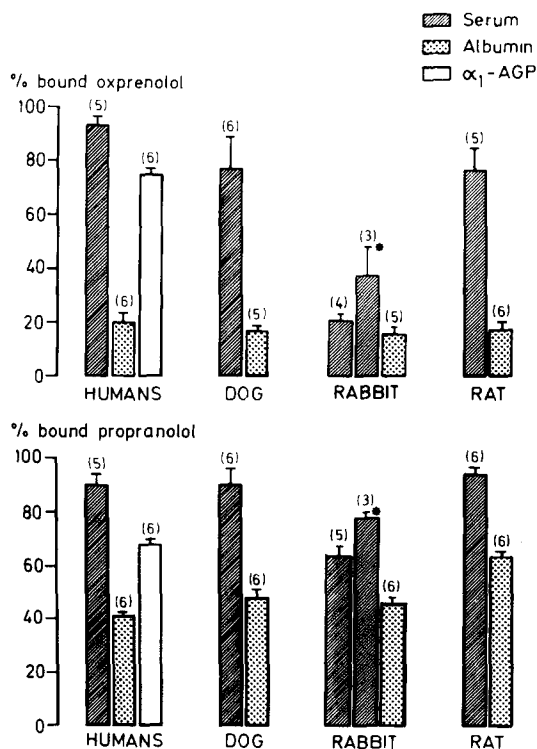 Serum
Albumin
α₁-AGP
% bound oxprenolol
100
80
60
40
20
0
(5)
(6)
(6)
(6)
(5)
(4)
(3)
(5)
(5)
(6)
HUMANS
DOG
RABBIT
RAT
% bound propranolol
100
80
60
40
20
0
(5)
(6)
(6)
(6)
(6)
(5)
(3)
(6)
(6)
(6)
HUMANS
DOG
RABBIT
RAT